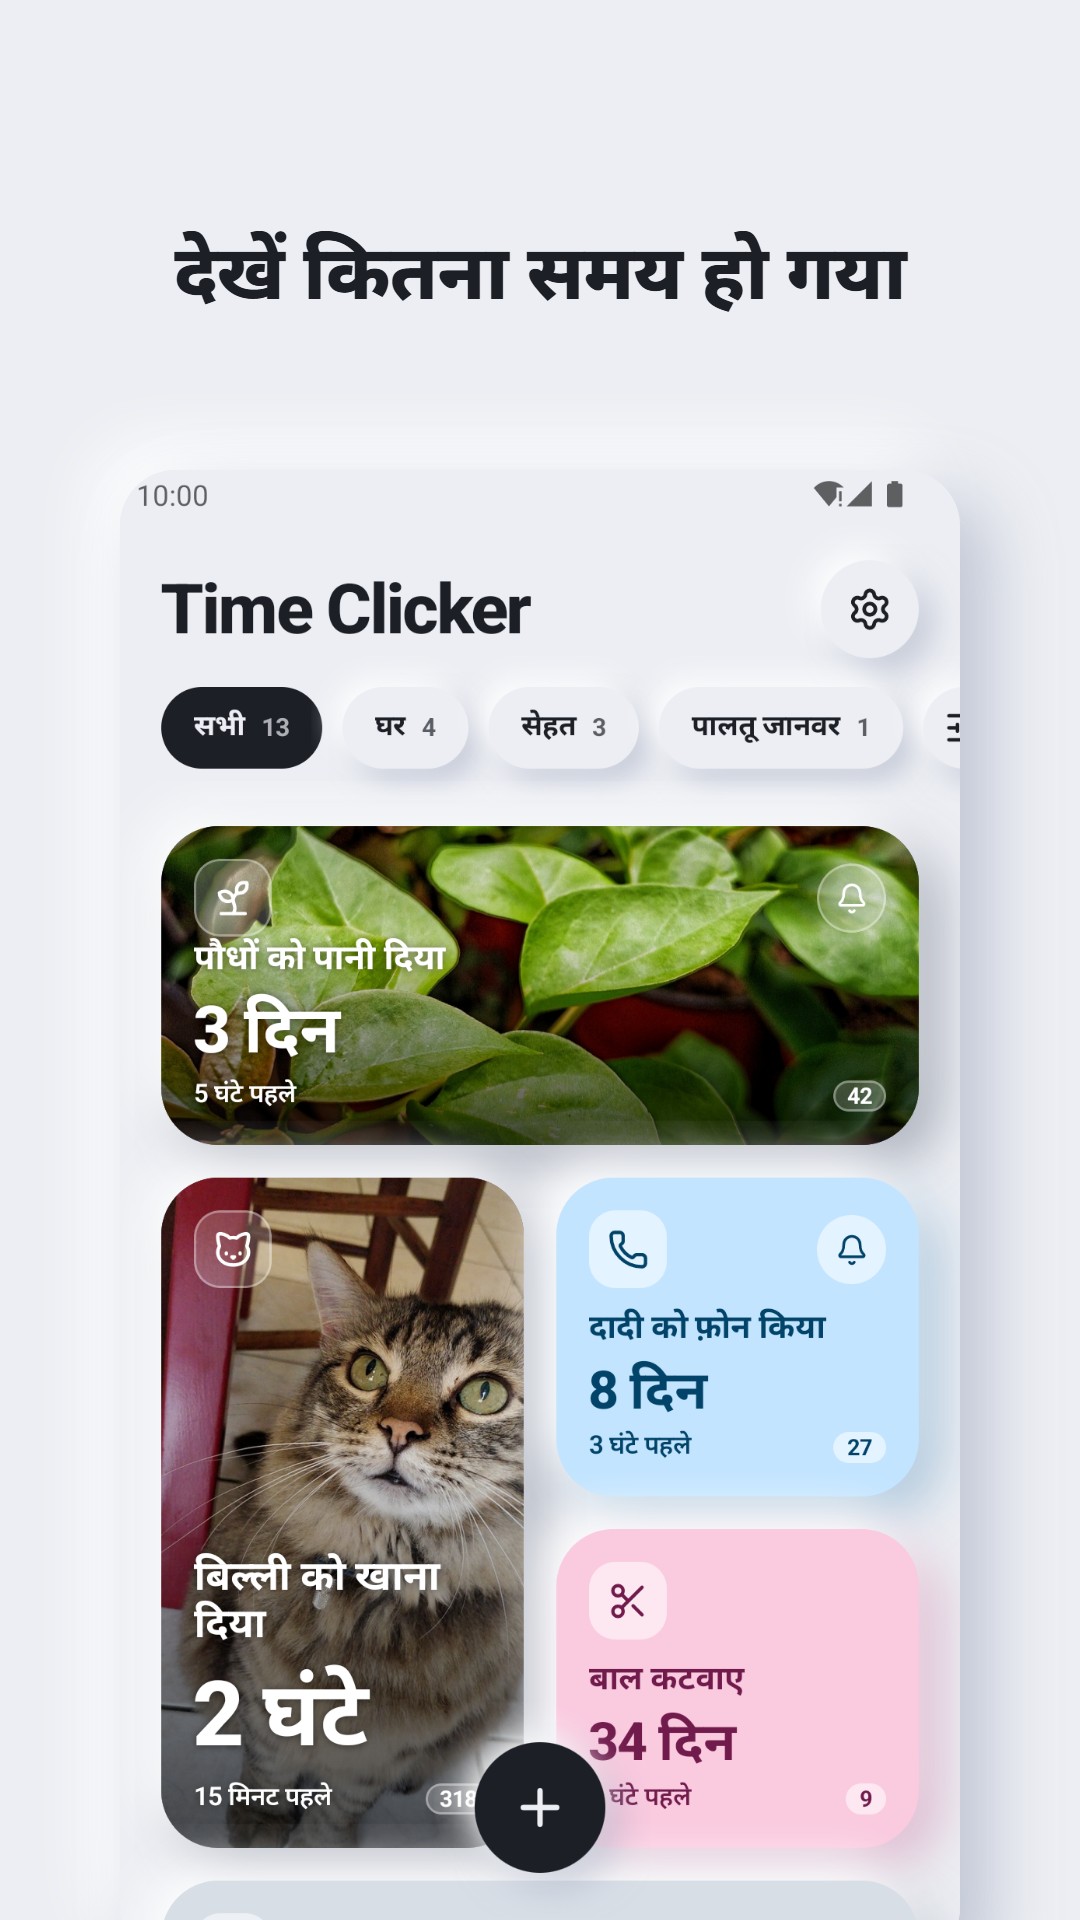 देखें कितना समय हो गया
10:00
Time Clicker
सभी 13 घर 4 सेहत 3 पालतू जानवर 1
पौधों को पानी दिया
3 दिन
5 घंटे पहले 42
दादी को फ़ोन किया
8 दिन
3 घंटे पहले 27
बिल्ली को खाना
दिया
2 घंटे
15 मिनट पहले 318
बाल कटवाए
34 दिन
घंटे पहले 9